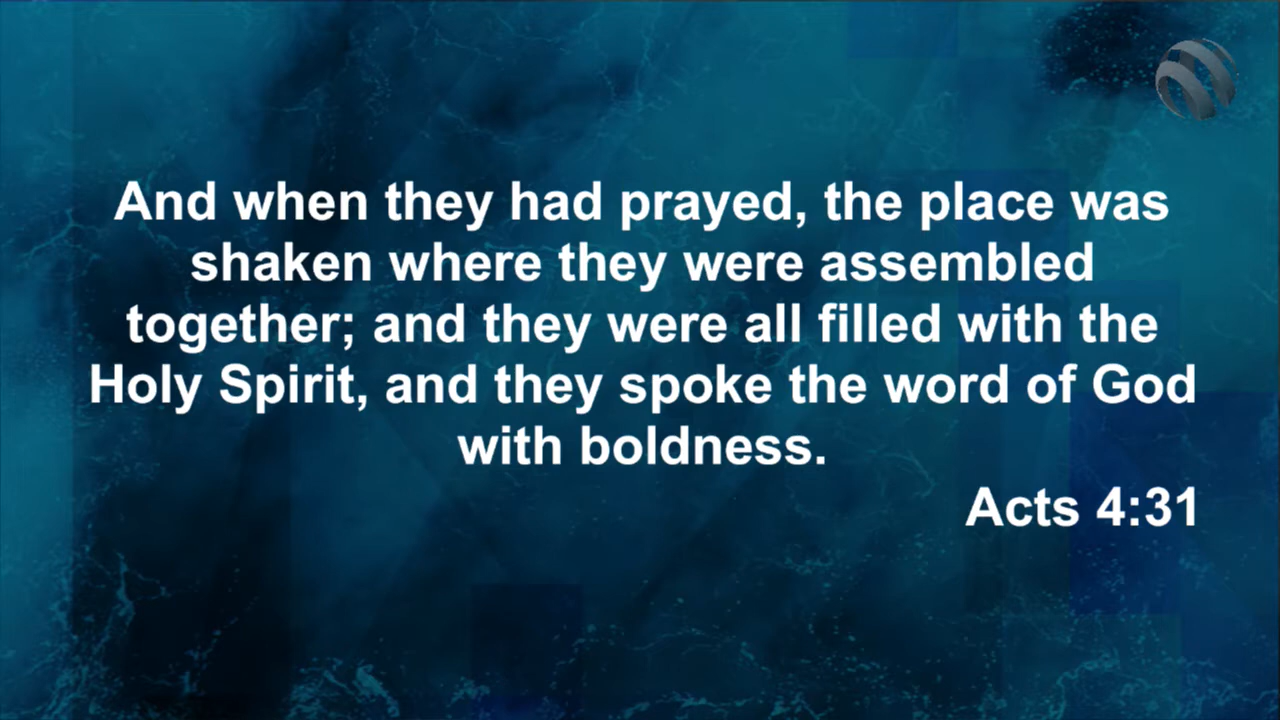 And when they had prayed, the place was
shaken where they were assembled
together; and they were all filled with the
Holy Spirit, and they spoke the word of God
with boldness.
Acts 4:31